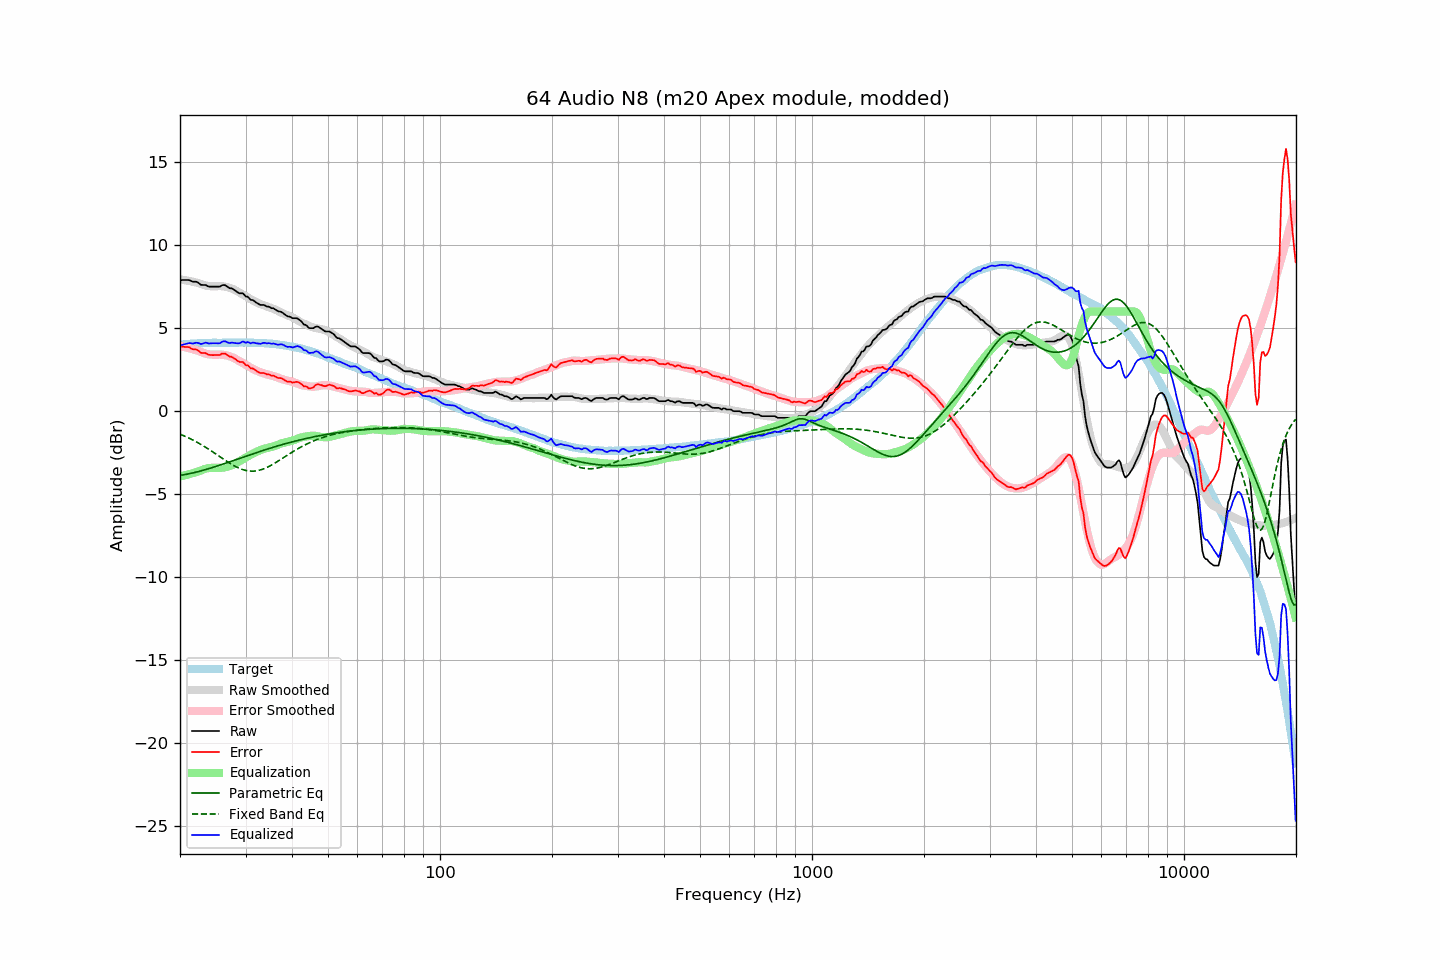 64 Audio N8 (m20 Apex module, modded)
15
10
5
0
−5
−10
−15
−20
−25
Amplitude (dBr)
Target
Raw Smoothed
Error Smoothed
Raw
Error
Equalization
Parametric Eq
Fixed Band Eq
Equalized
100
1000
10000
Frequency (Hz)